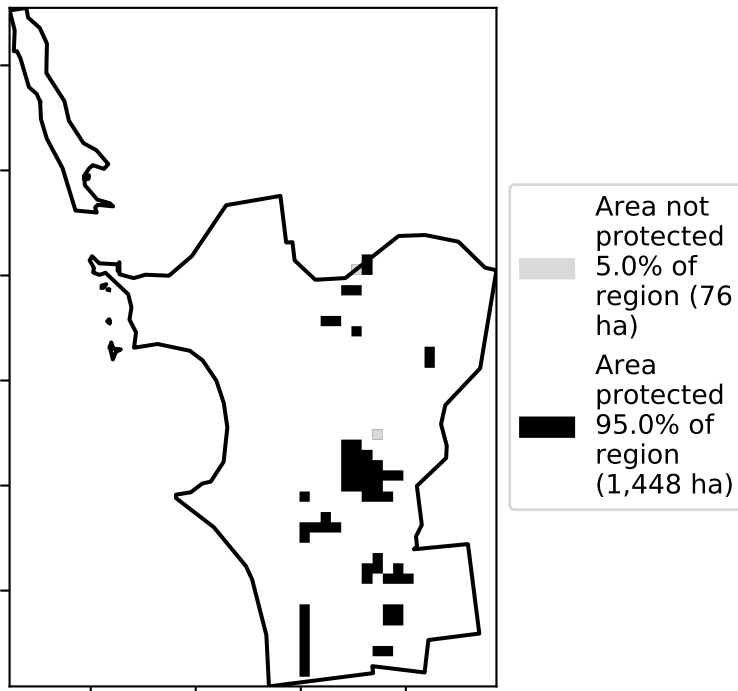 Area not
protected
5.0% of
region (76
ha)
Area
protected
95.0% of
region
(1,448 ha)